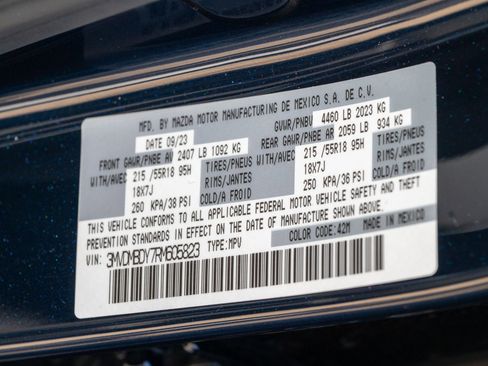 MFD. BY MAZDA MOTOR MANUFACTURING DE MEXICO S.A. DE C.V.
DATE 09/23 GVWR/PNBV 4460 LB 2023 KG
FRONT GAWR/PNBE AV 2407 LB 1092 KG REAR GAWR/PNBE AR 2059 LB 934 KG
WITH/AVEC 215 /55R18 95H TIRES/PNEUS WITH/AVEC 215 /55R18 95H TIRES/PNEUS
18X7J RIMS/JANTES 18X7J RIMS/JANTES
260 KPA/38 PSI COLD/A FROID 250 KPA/36 PSI COLD/A FROID
THIS VEHICLE CONFORMS TO ALL APPLICABLE FEDERAL MOTOR VEHICLE SAFETY AND THEFT
PREVENTION STANDARDS IN EFFECT ON THE DATE OF MANUFACTURE SHOWN ABOVE.
VIN: 3MVDMBDY7RM605823 TYPE:MPV COLOR CODE:42M MADE IN MEXICO